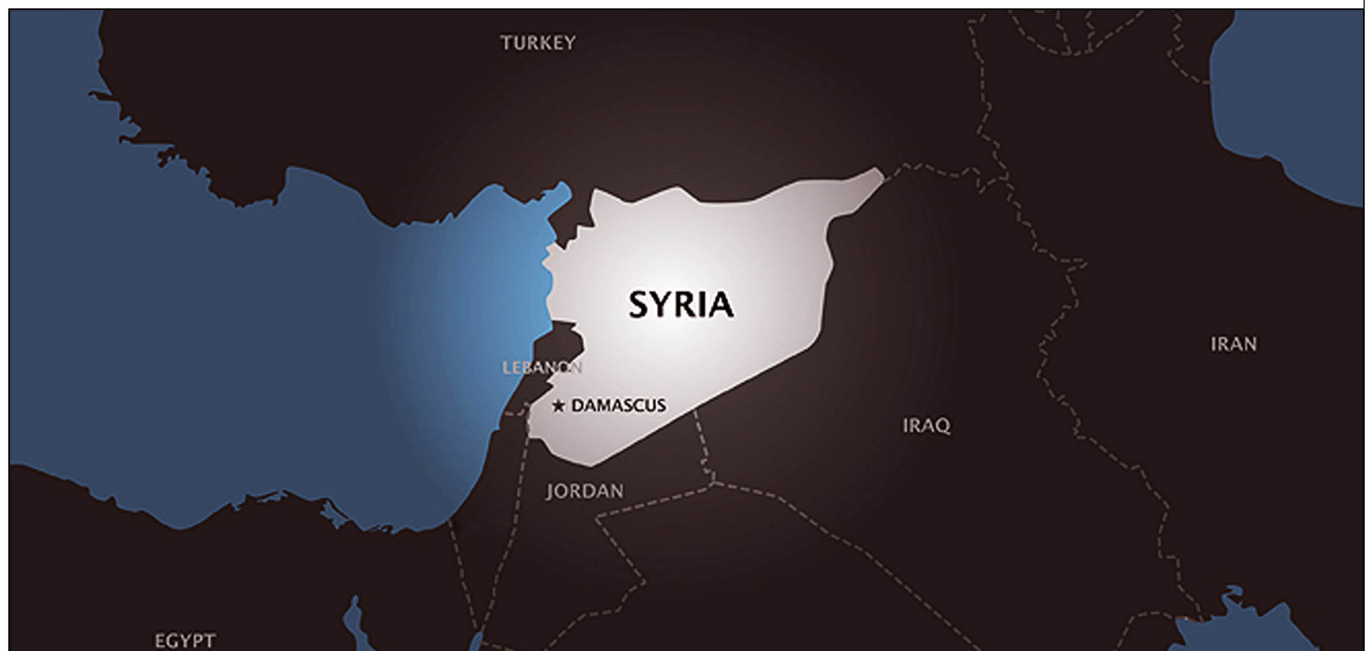 TURKEY
SYRIA
IRAN
LEBANON
★ DAMASCUS
IRAQ
JORDAN
EGYPT